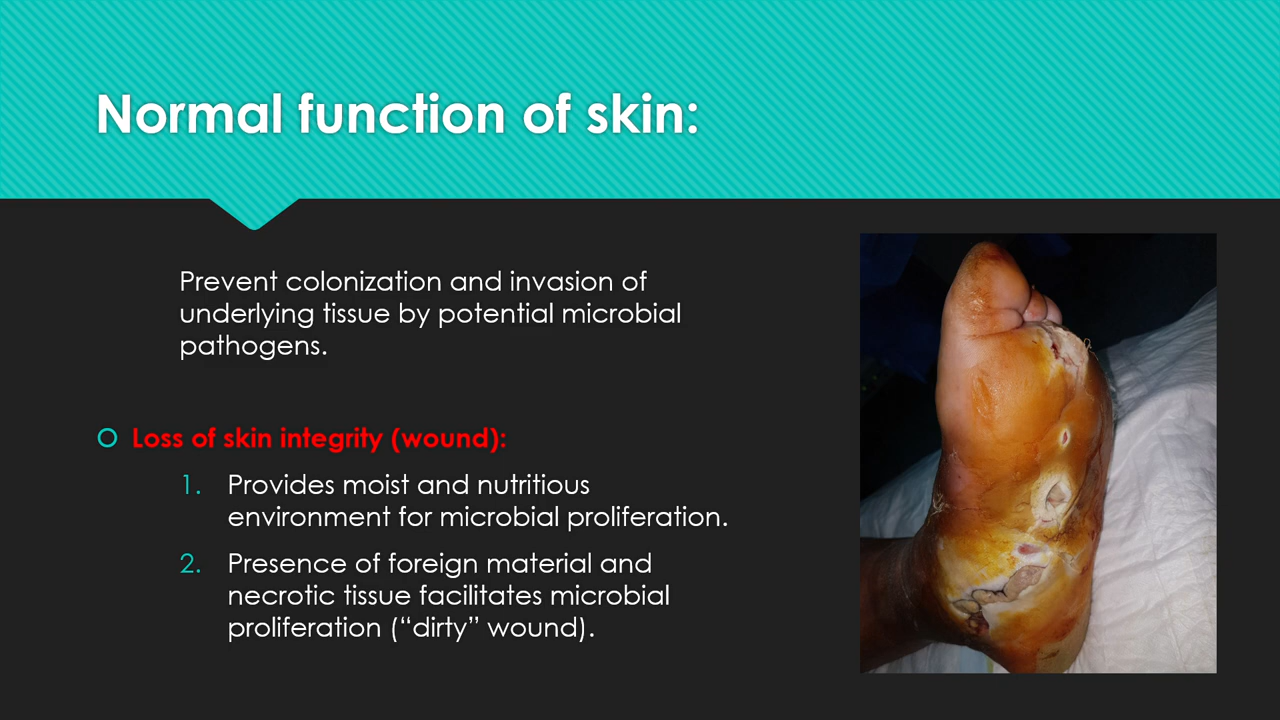 Normal function of skin:
Prevent colonization and invasion of
underlying tissue by potential microbial
pathogens.
Loss of skin integrity (wound):
1. Provides moist and nutritious
environment for microbial proliferation.
2. Presence of foreign material and
necrotic tissue facilitates microbial
proliferation (“dirty” wound).